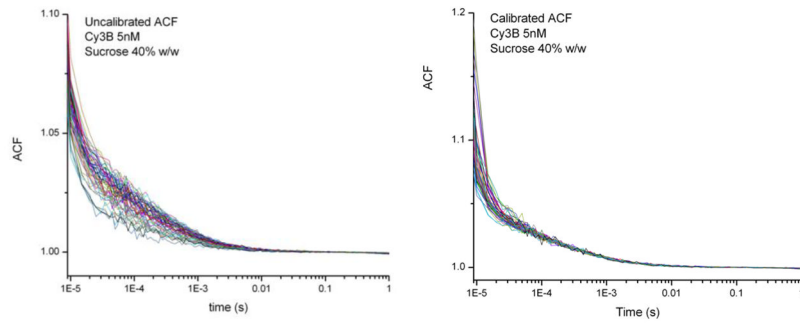 1.10
1.05
1.00
ACF
Uncalibrated ACF
Cy3B 5nM
Sucrose 40% w/w
1E-5 1E-4 1E-3 0.01 0.1 1
time (s)
1.2
1.1
1.0
ACF
Calibrated ACF
Cy3B 5nM
Sucrose 40% w/w
1E-5 1E-4 1E-3 0.01 0.1 1
Time (s)